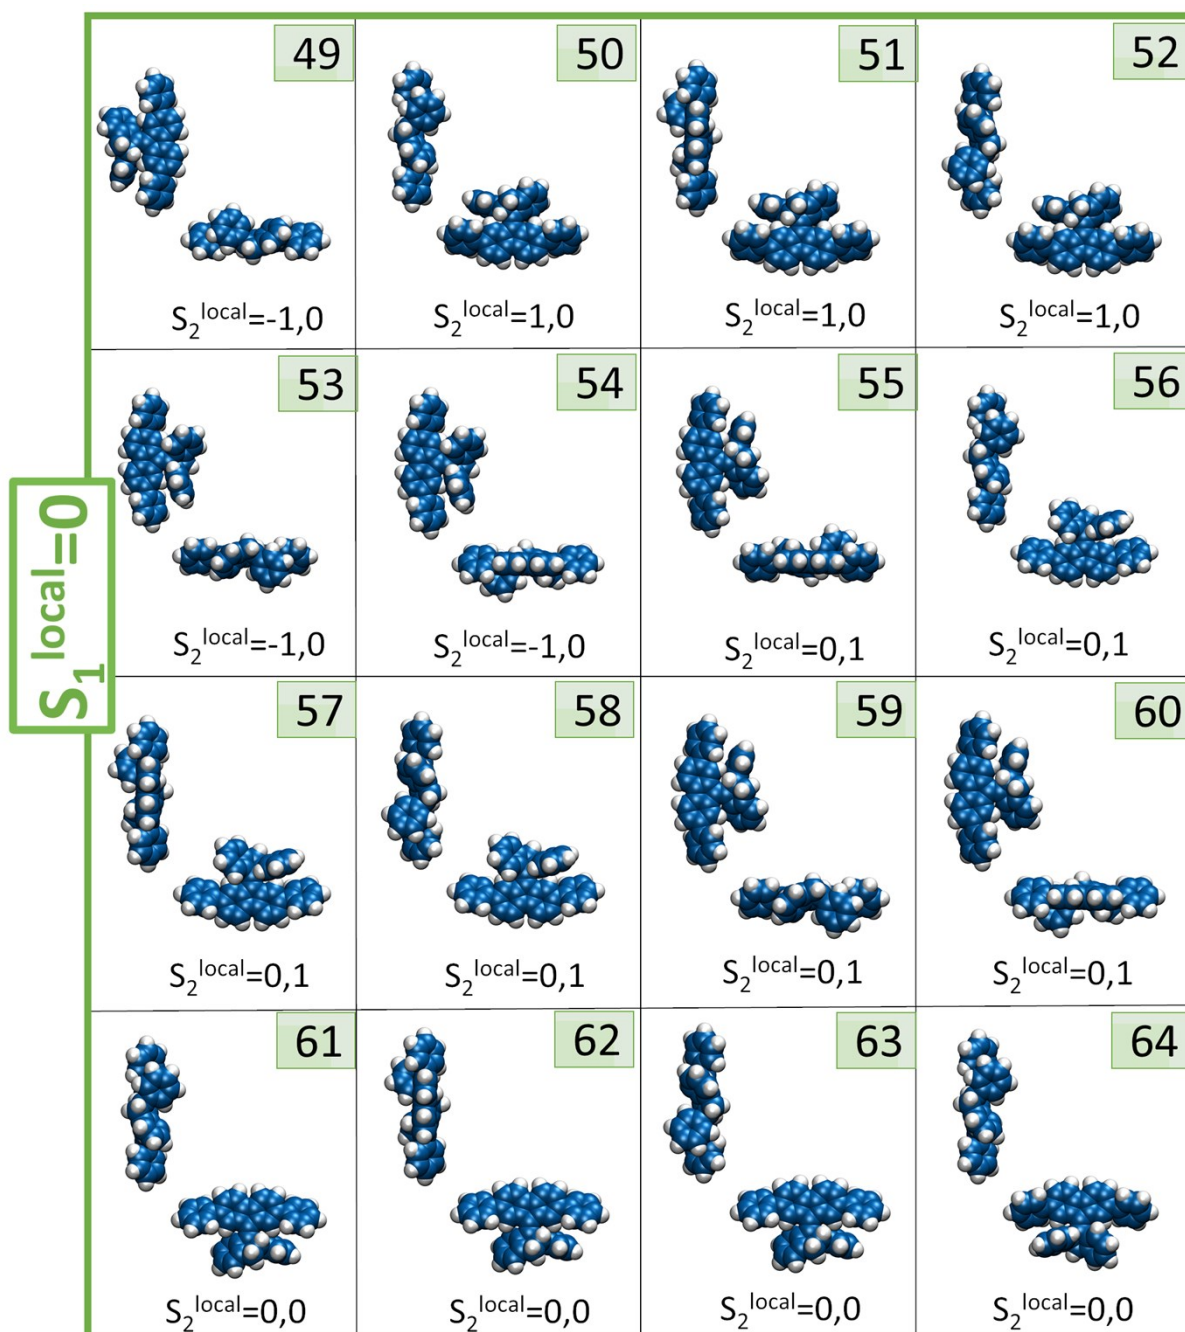 49 50 51 52
S₂ˡᵒᶜᵃˡ=-1,0 S₂ˡᵒᶜᵃˡ=1,0 S₂ˡᵒᶜᵃˡ=1,0 S₂ˡᵒᶜᵃˡ=1,0
53 54 55 56
S₂ˡᵒᶜᵃˡ=-1,0 S₂ˡᵒᶜᵃˡ=-1,0 S₂ˡᵒᶜᵃˡ=0,1 S₂ˡᵒᶜᵃˡ=0,1
S₁ˡᵒᶜᵃˡ=0
57 58 59 60
S₂ˡᵒᶜᵃˡ=0,1 S₂ˡᵒᶜᵃˡ=0,1 S₂ˡᵒᶜᵃˡ=0,1 S₂ˡᵒᶜᵃˡ=0,1
61 62 63 64
S₂ˡᵒᶜᵃˡ=0,0 S₂ˡᵒᶜᵃˡ=0,0 S₂ˡᵒᶜᵃˡ=0,0 S₂ˡᵒᶜᵃˡ=0,0